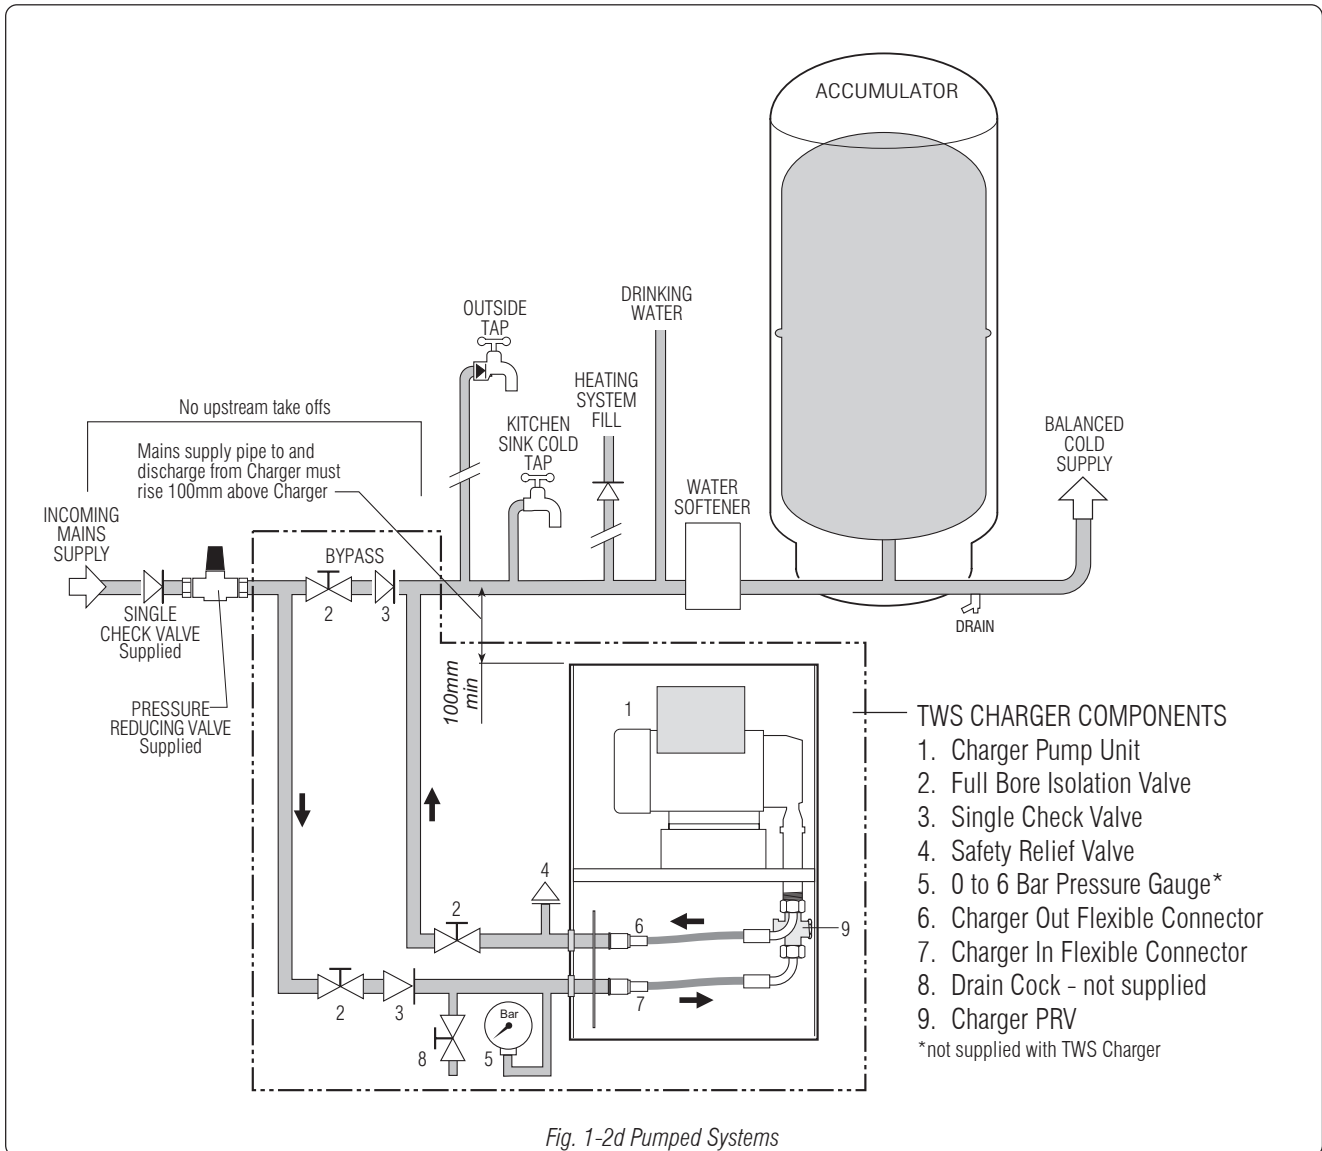 ACCUMULATOR
OUTSIDE
TAP
DRINKING
WATER
HEATING
SYSTEM
FILL
No upstream take offs
KITCHEN
SINK COLD
TAP
BALANCED
COLD
SUPPLY
Mains supply pipe to and
discharge from Charger must
rise 100mm above Charger
WATER
SOFTENER
INCOMING
MAINS
SUPPLY
BYPASS
2
3
SINGLE
CHECK VALVE
Supplied
DRAIN
100mm
min
PRESSURE
REDUCING VALVE
Supplied
1
4
2
6
9
7
2
3
8
5
Bar
TWS CHARGER COMPONENTS
1. Charger Pump Unit
2. Full Bore Isolation Valve
3. Single Check Valve
4. Safety Relief Valve
5. 0 to 6 Bar Pressure Gauge*
6. Charger Out Flexible Connector
7. Charger In Flexible Connector
8. Drain Cock - not supplied
9. Charger PRV
*not supplied with TWS Charger
Fig. 1-2d Pumped Systems